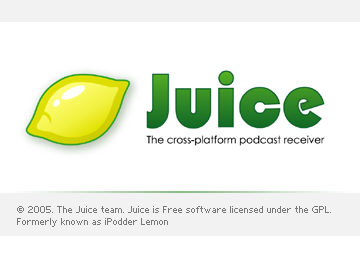 Juice
The cross-platform podcast receiver
© 2005. The Juice team. Juice is Free software licensed under the GPL.
Formerly known as iPodder Lemon